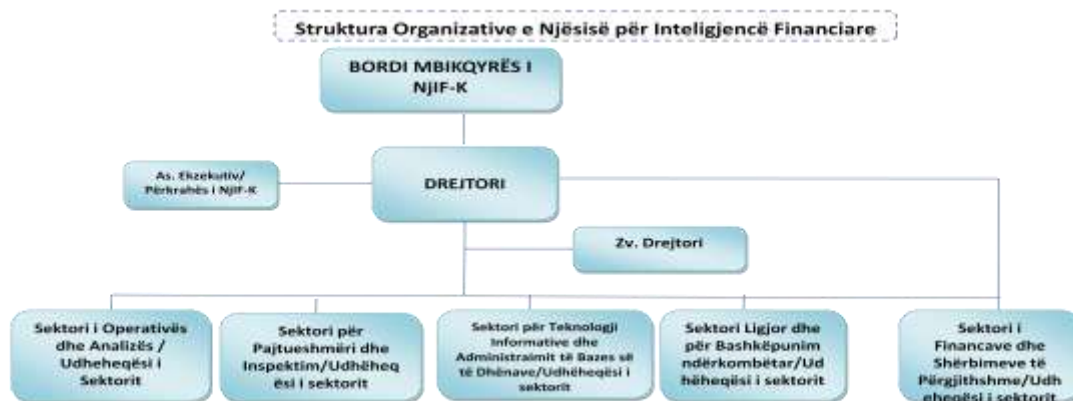 Struktura Organizative e Njësisë për Inteligjencë Financiare
BORDI MBIKQYRËS I
NJIF-K
As. Ekzekutiv/
Përkrahës i NJIF-K
DREJTORI
Zv. Drejtori
Sektori i Operativës
dhe Analizës /
Udheheqësi i
Sektorit
Sektori për
Pajtueshmëri dhe
Inspektim/Udhëheq
ësi i sektorit
Sektori për Teknologji
Informative dhe
Administraimit të Bazes së
të Dhënave/Udhëheqësi i
sektorit
Sektori Ligjor dhe
për Bashkëpunim
ndërkombëtar/Ud
hëheqësi i sektorit
Sektori i
Financave dhe
Shërbimeve të
Përgjithshme/Udh
eheqësi i sektorit